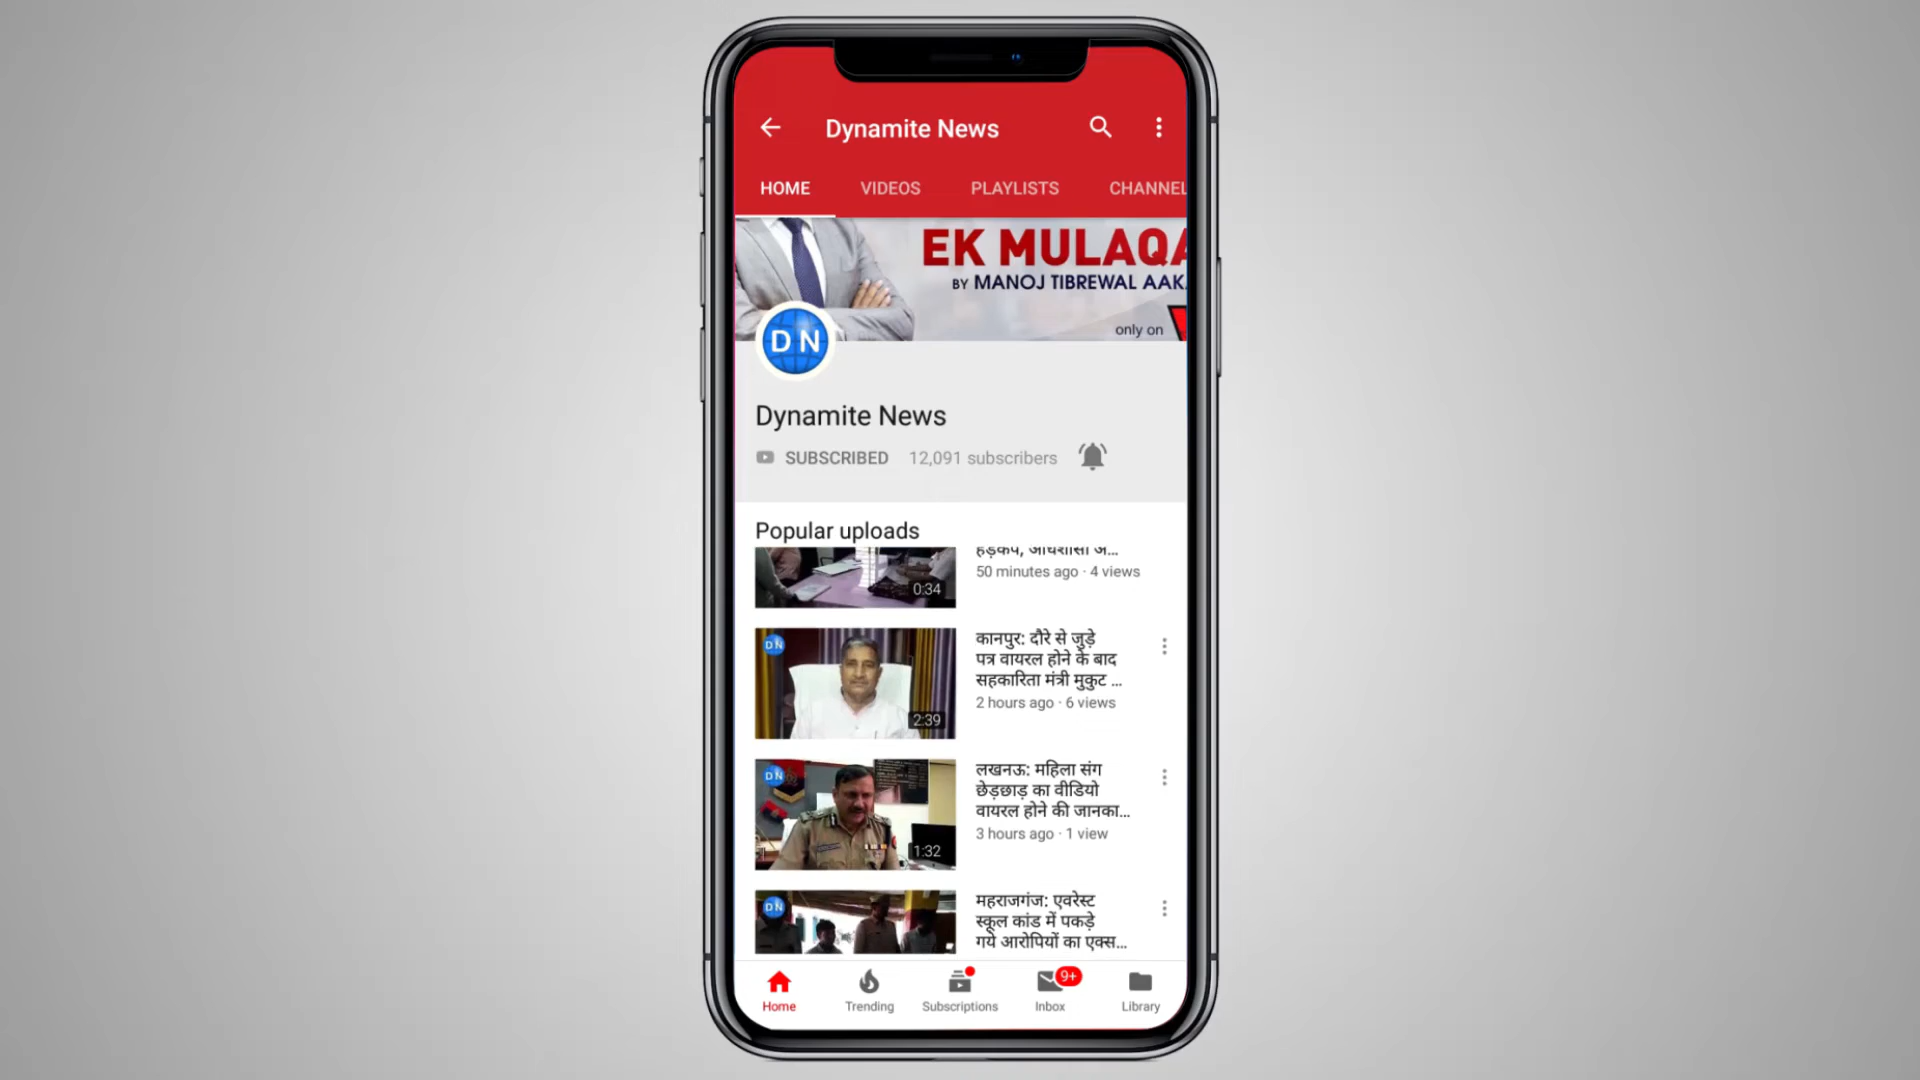 Dynamite News
HOME VIDEOS PLAYLISTS CHANNEL
EK MULAQA
BY MANOJ TIBREWAL AAK
only on
D N
Dynamite News
SUBSCRIBED 12,091 subscribers
Popular uploads
हड़कंप, आधशासी अ...
50 minutes ago · 4 views
0:34
DN
कानपुर: दौरे से जुड़े
पत्र वायरल होने के बाद
सहकारिता मंत्री मुकुट ...
2 hours ago · 6 views
2:39
DN
लखनऊ: महिला संग
छेड़छाड़ का वीडियो
वायरल होने की जानका...
3 hours ago · 1 view
1:32
DN
महराजगंज: एवरेस्ट
स्कूल कांड में पकड़े
गये आरोपियों का एक्स...
9+
Home Trending Subscriptions Inbox Library